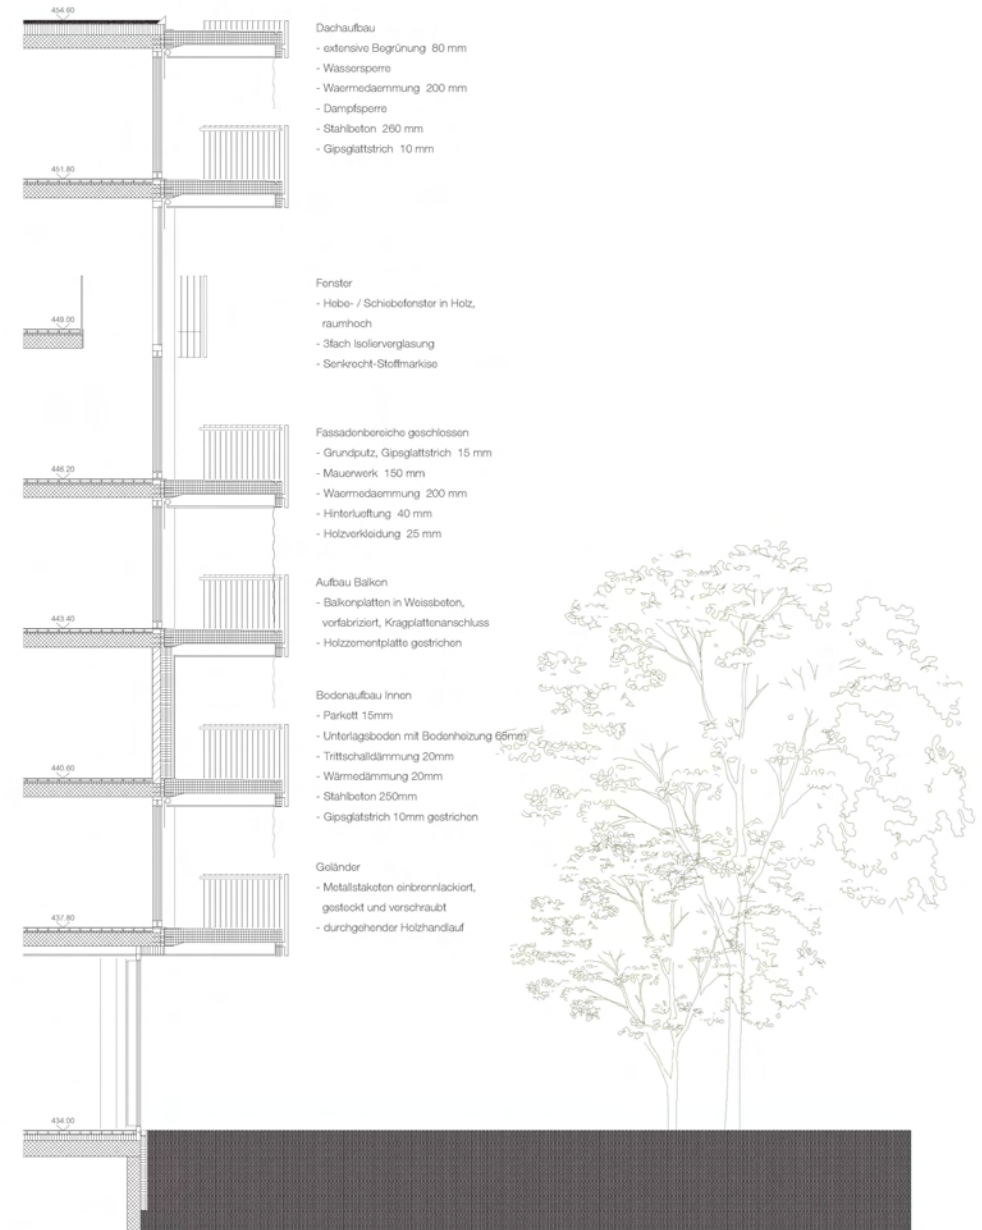 454.60
Dachaufbau
- extensive Begrünung 80 mm
- Wassersperre
- Waermedaemmung 200 mm
- Dampfsperre
- Stahlbeton 260 mm
- Gipsglattstrich 10 mm
451.80
Fenster
- Hebe- / Schiebefenster in Holz,
raumhoch
- 3fach Isolierverglasung
- Senkrecht-Stoffmarkise
449.00
Fassadenbereiche geschlossen
- Grundputz, Gipsglattstrich 15 mm
- Mauerwerk 150 mm
- Waermedaemmung 200 mm
- Hinterlueftung 40 mm
- Holzverkleidung 25 mm
446.20
Aufbau Balkon
- Balkonplatten in Weissbeton,
vorfabriziert, Kragplattenanschluss
- Holzzementplatte gestrichen
443.40
Bodenaufbau Innen
- Parkett 15mm
- Unterlagsboden mit Bodenheizung 65mm
- Trittschalldämmung 20mm
- Wärmedämmung 20mm
- Stahlbeton 250mm
- Gipsglatstrich 10mm gestrichen
440.60
Geländer
- Metallstaketen einbrennlackiert,
gesteckt und verschraubt
- durchgehender Holzhandlauf
437.80
434.00